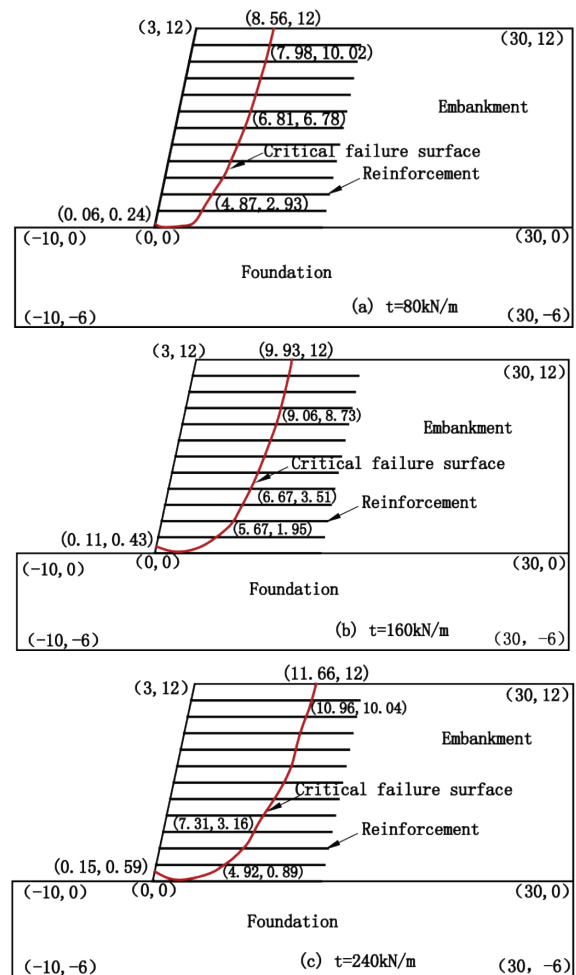 (8.56, 12)
(3, 12)
(30, 12)
(7.98, 10.02)
Embankment
(6.81, 6.78)
Critical failure surface
Reinforcement
(4.87, 2.93)
(0.06, 0.24)
(-10, 0)
(0, 0)
(30, 0)
Foundation
(a) t=80kN/m
(-10, -6)
(30, -6)
(3, 12)
(9.93, 12)
(30, 12)
(9.06, 8.73)
Embankment
Critical failure surface
(6.67, 3.51)
Reinforcement
(5.67, 1.95)
(0.11, 0.43)
(-10, 0)
(0, 0)
(30, 0)
Foundation
(b) t=160kN/m
(-10, -6)
(30, -6)
(11.66, 12)
(3, 12)
(30, 12)
(10.96, 10.04)
Embankment
Critical failure surface
(7.31, 3.16)
Reinforcement
(0.15, 0.59)
(4.92, 0.89)
(-10, 0)
(0, 0)
(30, 0)
Foundation
(c) t=240kN/m
(-10, -6)
(30, -6)